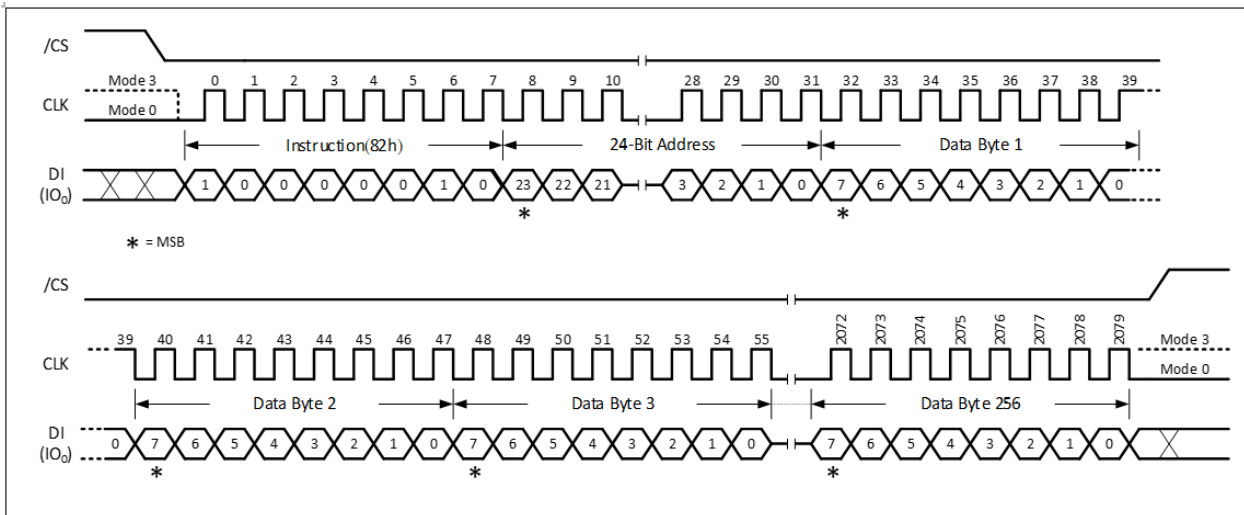 /CS
Mode 3 0 1 2 3 4 5 6 7 8 9 10 28 29 30 31 32 33 34 35 36 37 38 39
CLK
Mode 0
Instruction(82h) 24-Bit Address Data Byte 1
DI
(IO₀)
1 0 0 0 0 0 1 0 23 22 21 3 2 1 0 7 6 5 4 3 2 1 0
* *
* = MSB
/CS
39 40 41 42 43 44 45 46 47 48 49 50 51 52 53 54 55 2072 2073 2074 2075 2076 2077 2078 2079
Mode 3
CLK
Mode 0
Data Byte 2 Data Byte 3 Data Byte 256
DI
(IO₀)
0 7 6 5 4 3 2 1 0 7 6 5 4 3 2 1 0 7 6 5 4 3 2 1 0
* * *